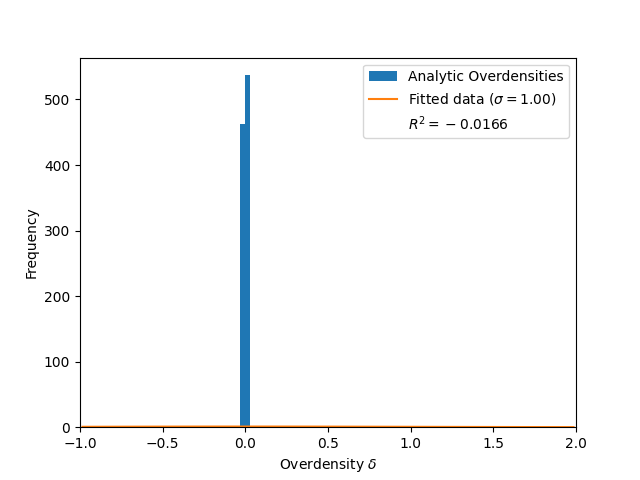 Analytic Overdensities
Fitted data (σ = 1.00)
R² = − 0.0166
500
400
300
200
100
0
Frequency
−1.0 −0.5 0.0 0.5 1.0 1.5 2.0
Overdensity δ